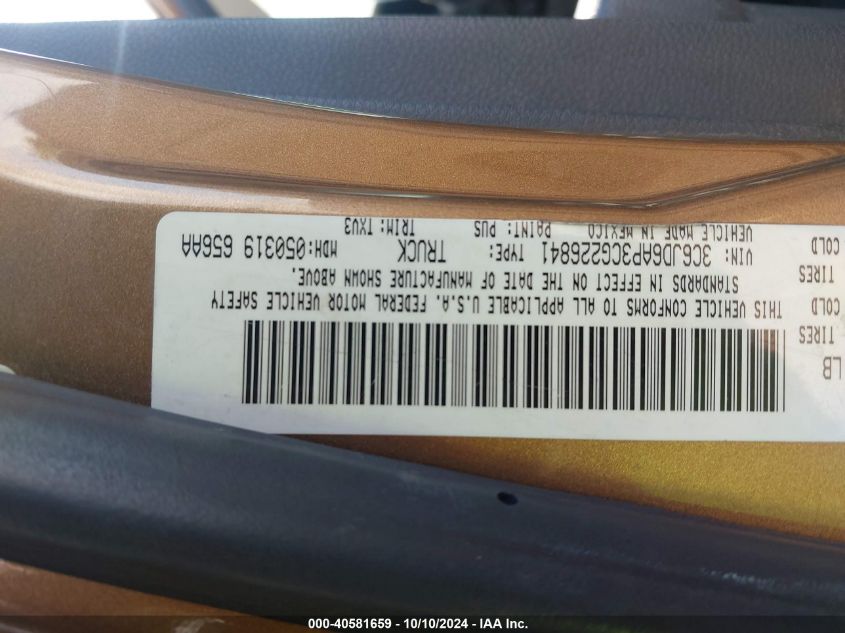 LB
TIRES
COLD
TIRES
COLD
THIS VEHICLE CONFORMS TO ALL APPLICABLE U.S.A. FEDERAL MOTOR VEHICLE SAFETY
STANDARDS IN EFFECT ON THE DATE OF MANUFACTURE SHOWN ABOVE.
VIN: 3C6JD6AP3CG226841 TYPE: TRUCK MDH: 050319 656AA
VEHICLE MADE IN MEXICO PAINT: PUS TRIM: TXV3
000-40581659 - 10/10/2024 - IAA Inc.